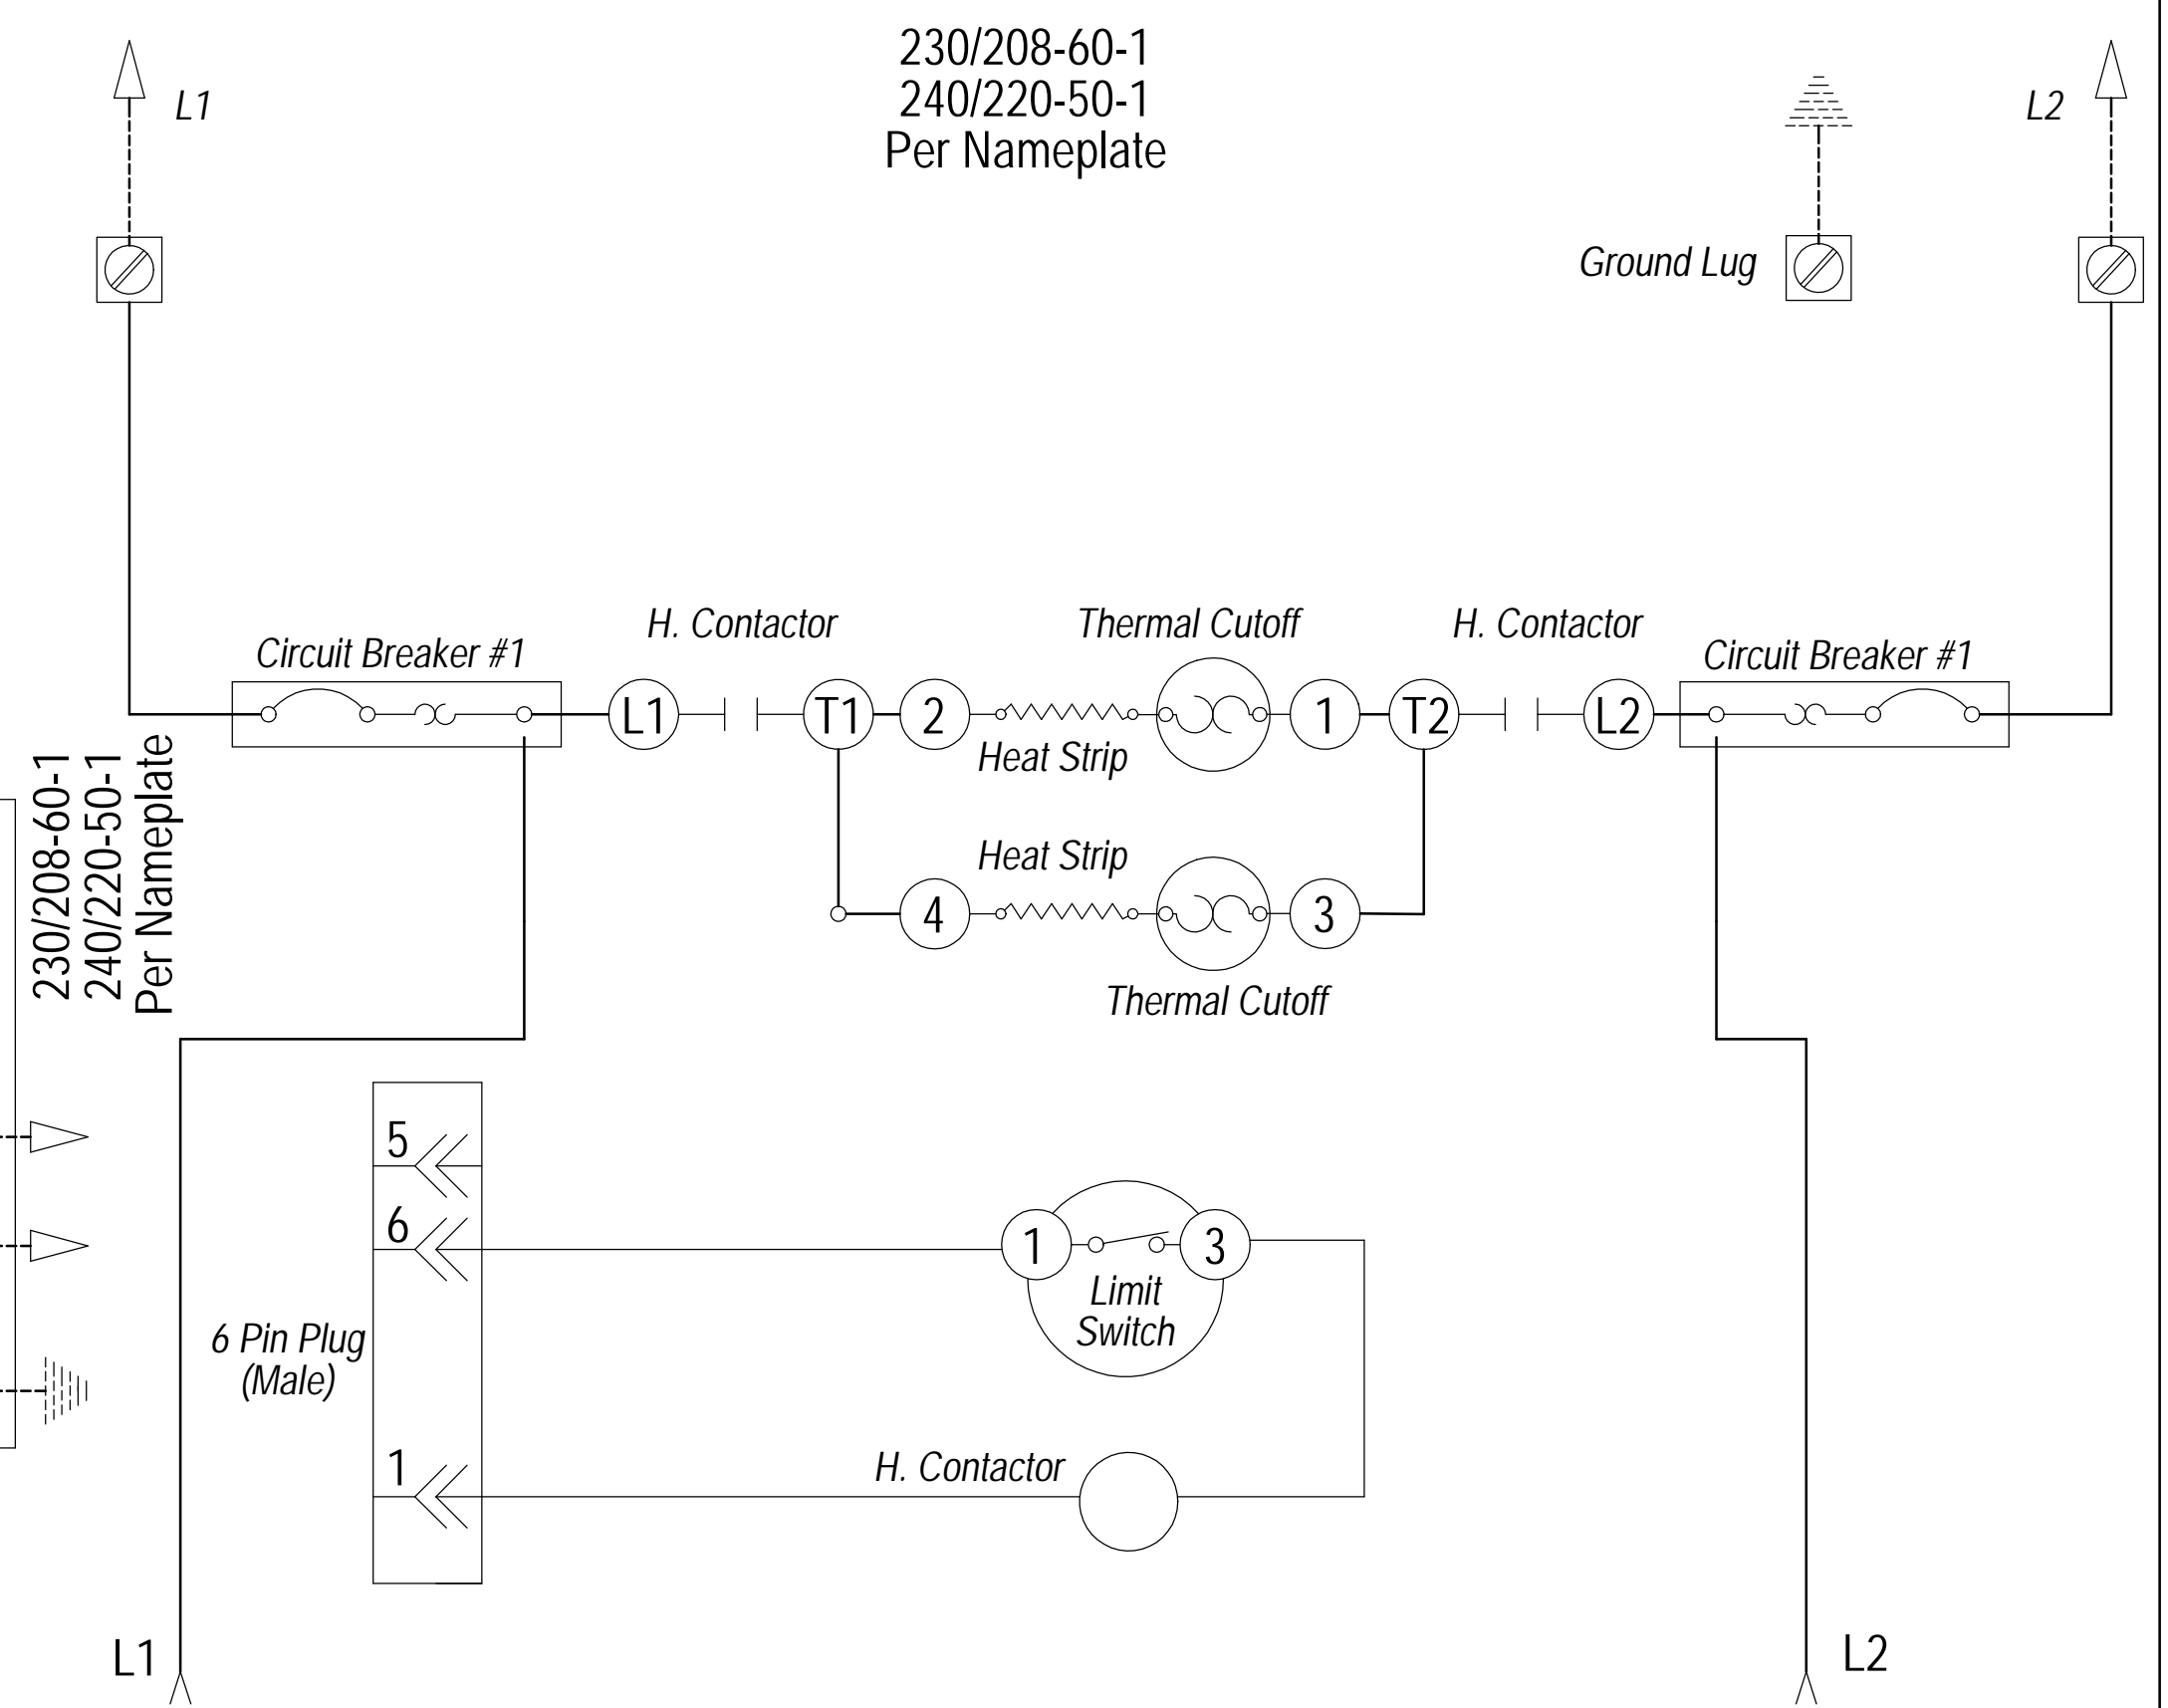 230/208-60-1
240/220-50-1
Per Nameplate
L1
L2
Ground Lug
H. Contactor
Thermal Cutoff
H. Contactor
Circuit Breaker #1
Circuit Breaker #1
L1
T1
2
1
T2
L2
Heat Strip
230/208-60-1
240/220-50-1
Per Nameplate
Heat Strip
4
3
Thermal Cutoff
5
6
1
3
Limit
Switch
6 Pin Plug
(Male)
1
H. Contactor
L1
L2